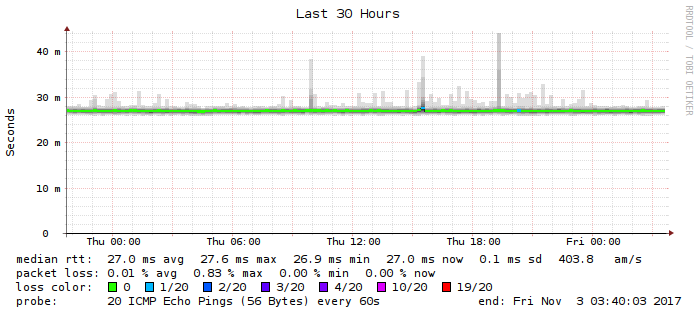 Last 30 Hours
RRDTOOL / TOBI OETIKER
Seconds
40 m
30 m
20 m
10 m
0
Thu 00:00 Thu 06:00 Thu 12:00 Thu 18:00 Fri 00:00
median rtt: 27.0 ms avg 27.6 ms max 26.9 ms min 27.0 ms now 0.1 ms sd 403.8 am/s
packet loss: 0.01 % avg 0.83 % max 0.00 % min 0.00 % now
loss color: 0 1/20 2/20 3/20 4/20 10/20 19/20
probe: 20 ICMP Echo Pings (56 Bytes) every 60s end: Fri Nov 3 03:40:03 2017